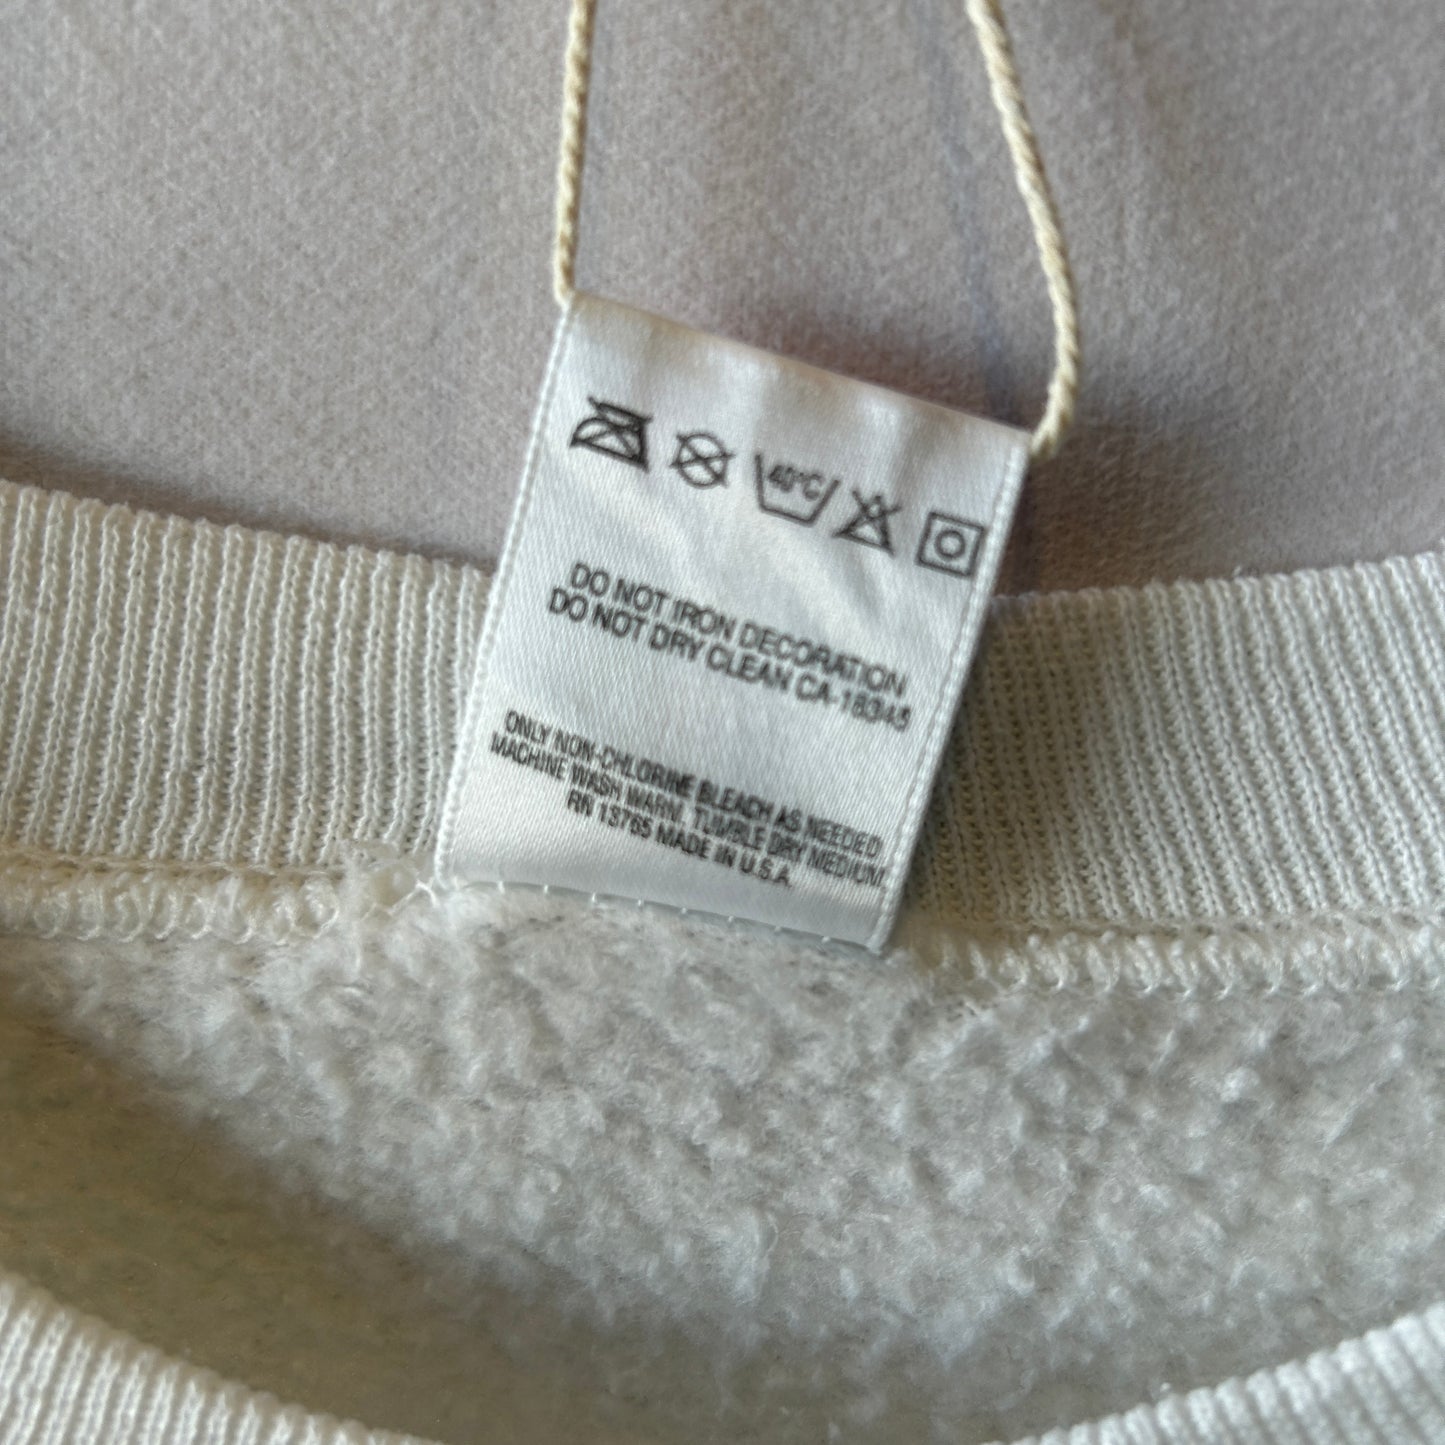 40°C
DO NOT IRON DECORATION
DO NOT DRY CLEAN CA-18345
ONLY NON-CHLORINE BLEACH AS NEEDED
MACHINE WASH WARM. TUMBLE DRY MEDIUM.
RN 13765 MADE IN U.S.A.